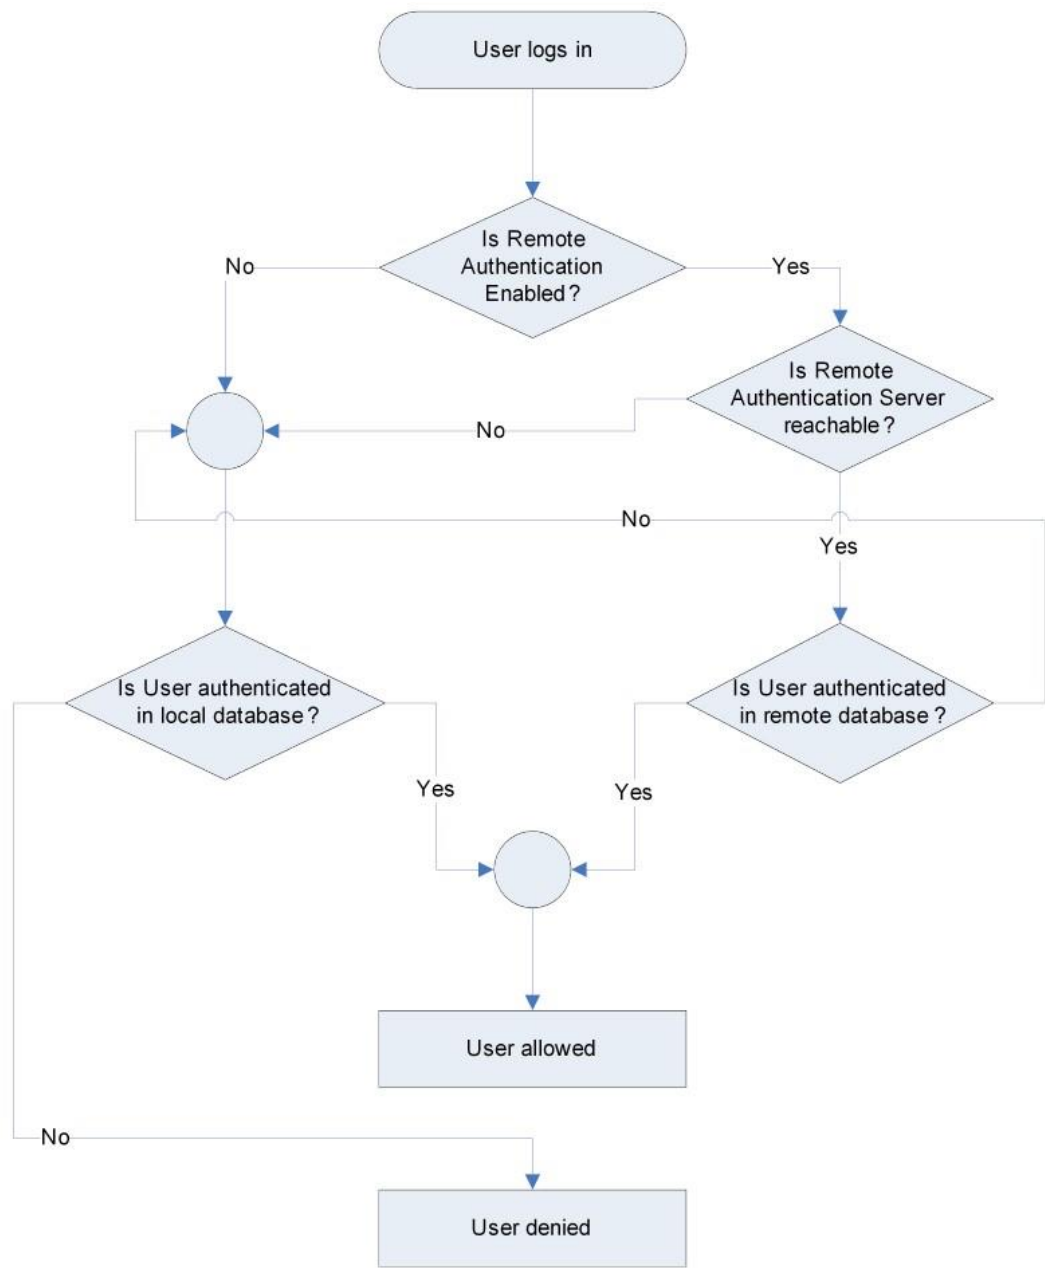 User logs in
Is Remote
Authentication
Enabled?
No
Yes
Is Remote
Authentication Server
reachable?
No
No
Yes
Is User authenticated
in local database?
Is User authenticated
in remote database?
Yes
Yes
User allowed
No
User denied